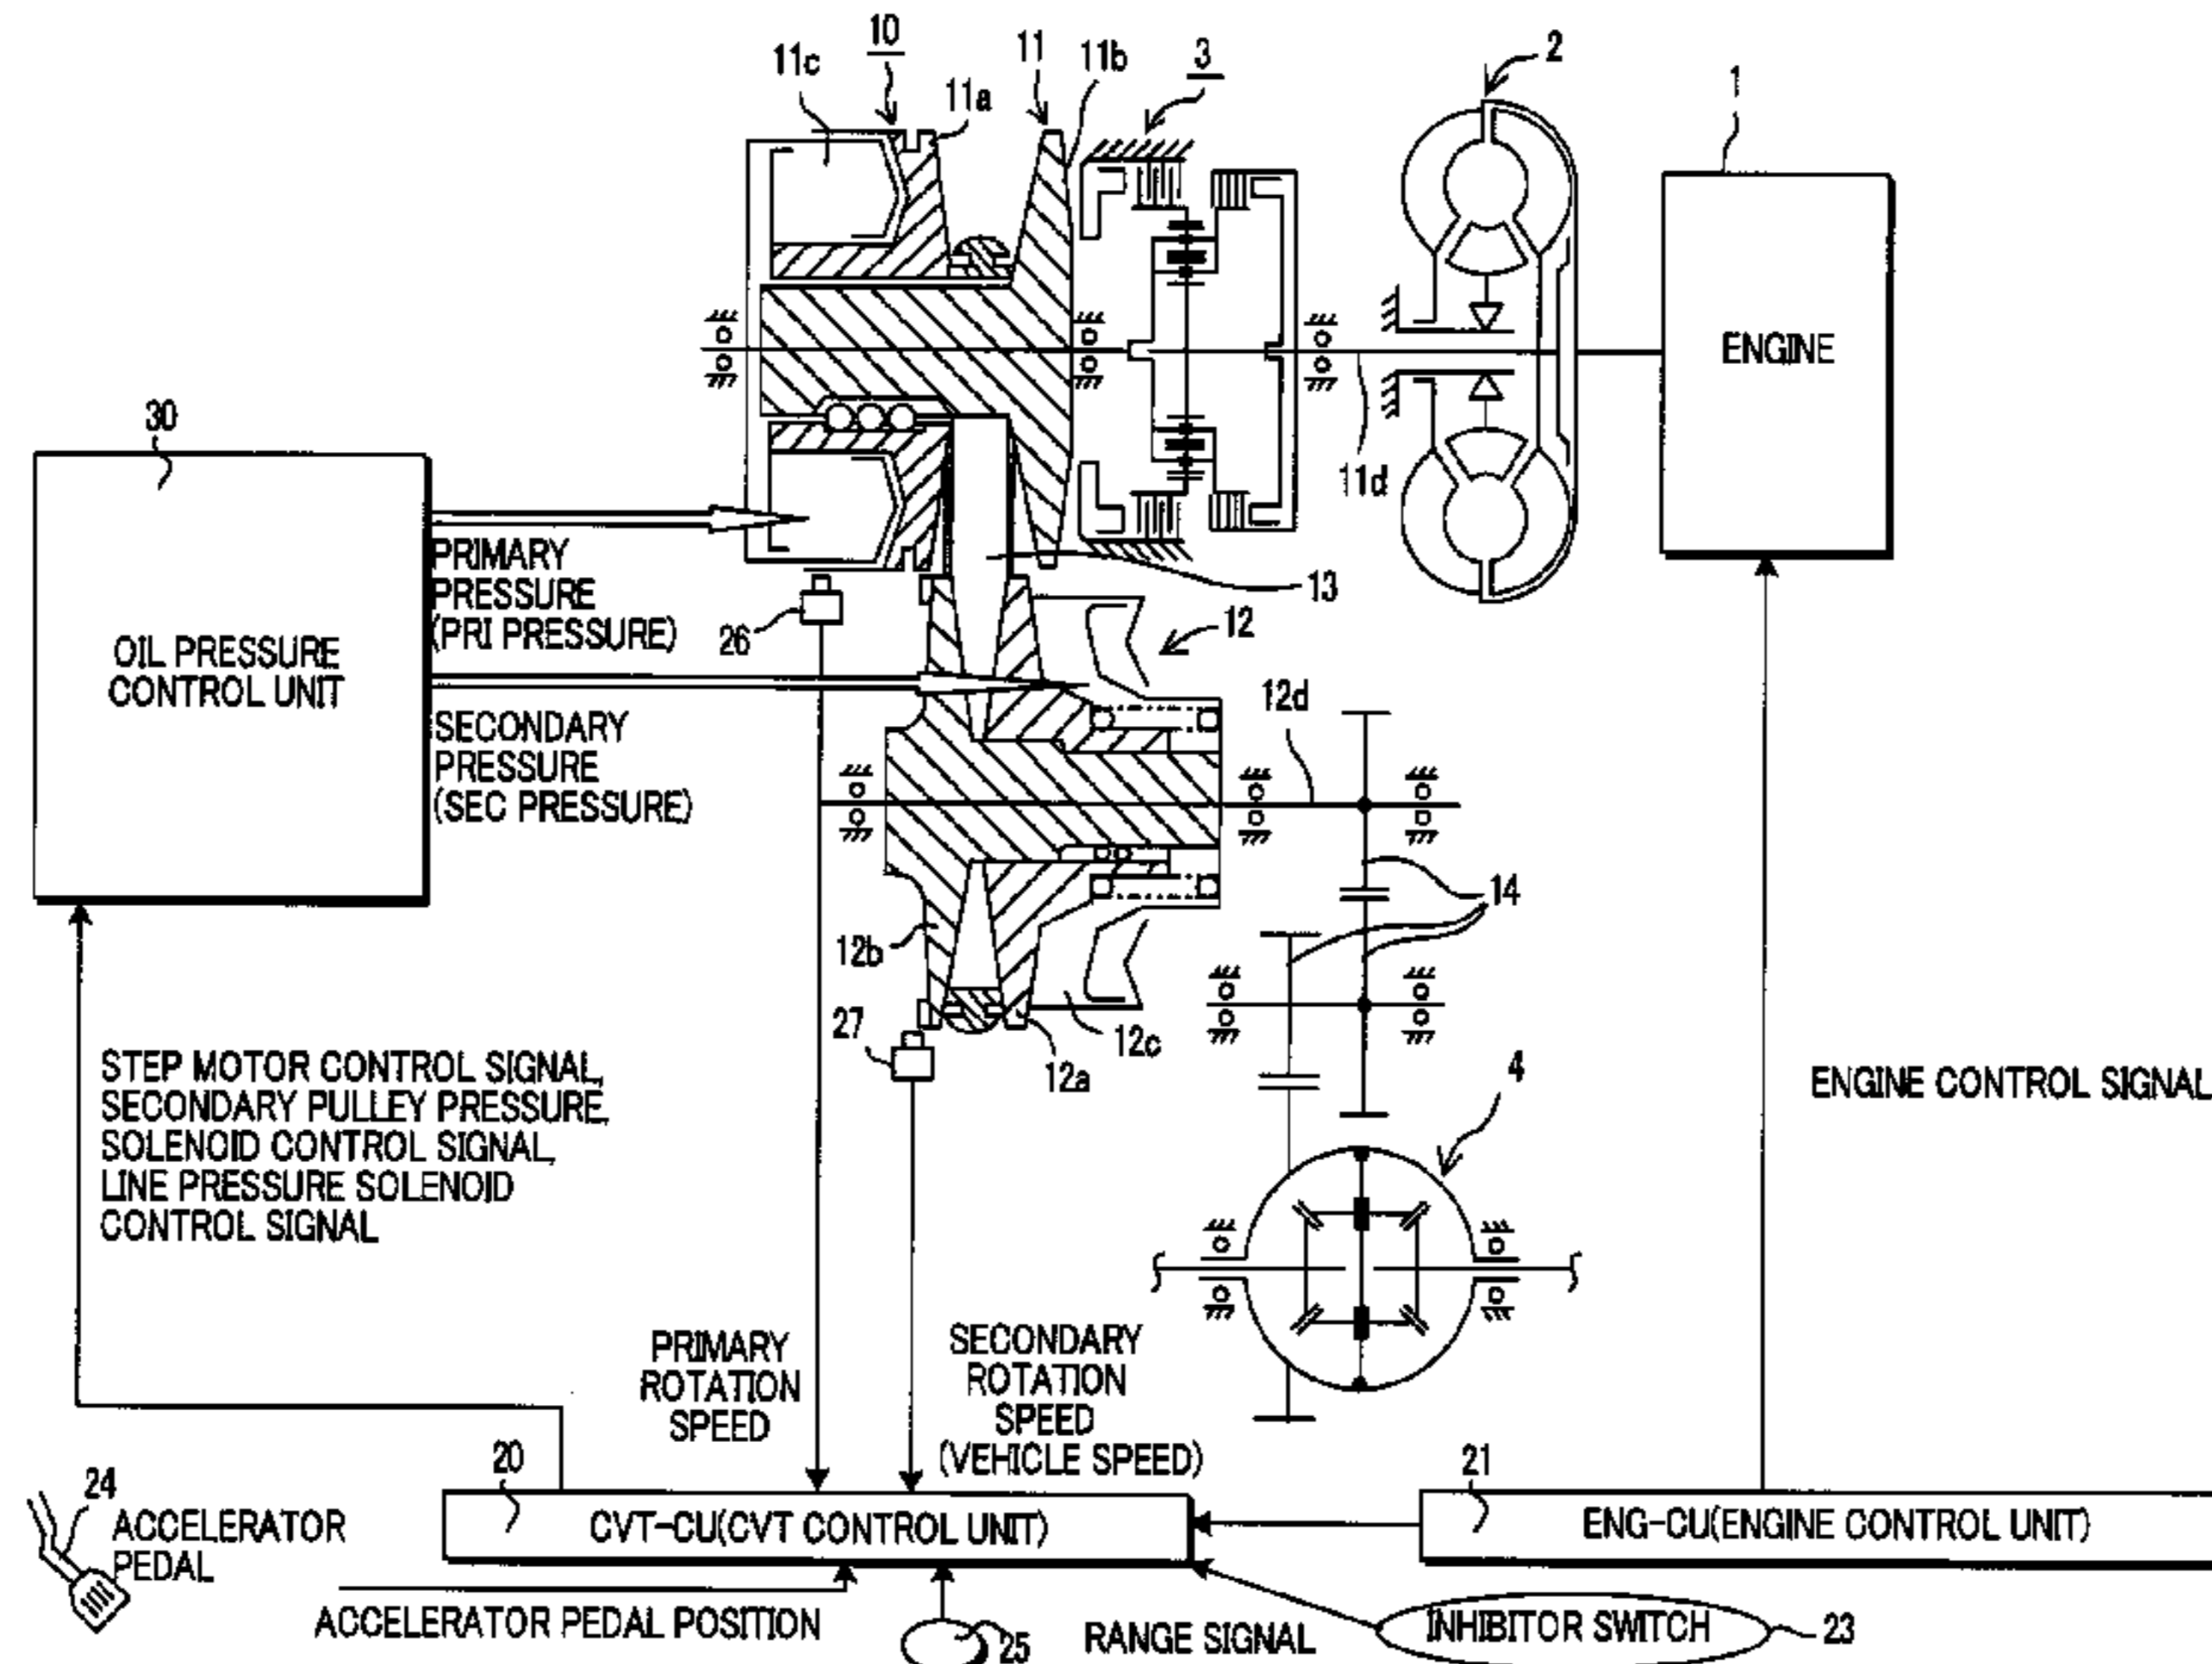 10
11
11b
3
2
11c
11a
1
ENGINE
30
11d
PRIMARY
PRESSURE
(PRI PRESSURE)
13
26
12
OIL PRESSURE
CONTROL UNIT
SECONDARY
PRESSURE
(SEC PRESSURE)
12d
14
12b
27
12c
12a
4
STEP MOTOR CONTROL SIGNAL,
SECONDARY PULLEY PRESSURE,
SOLENOID CONTROL SIGNAL,
LINE PRESSURE SOLENOID
CONTROL SIGNAL
ENGINE CONTROL SIGNAL
PRIMARY
ROTATION
SPEED
SECONDARY
ROTATION
SPEED
(VEHICLE SPEED)
20
21
24
ACCELERATOR
PEDAL
CVT-CU(CVT CONTROL UNIT)
ENG-CU(ENGINE CONTROL UNIT)
ACCELERATOR PEDAL POSITION
25
RANGE SIGNAL
INHIBITOR SWITCH
23